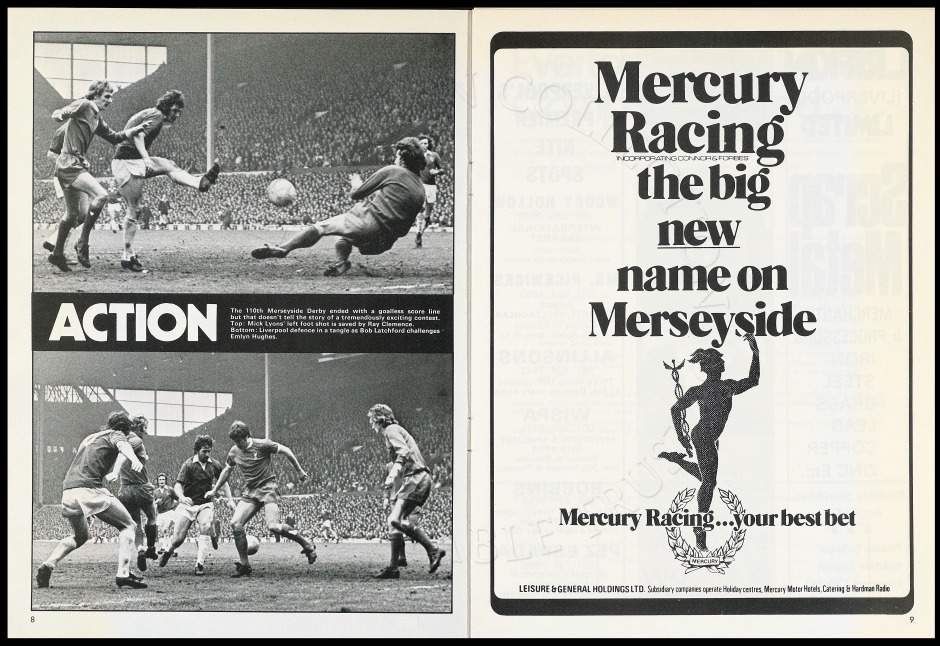 ACTION
The 110th Merseyside Derby ended with a goalless score line
but that doesn't tell the story of a tremendously exciting contest.
Top: Mick Lyons' left foot shot is saved by Ray Clemence.
Bottom: Liverpool defence in a tangle as Bob Latchford challenges
Emlyn Hughes.
8
Mercury
Racing
INCORPORATING CONNOR & FORBES
the big
new
name on
Merseyside
Mercury Racing...your best bet
MERCURY
LEISURE & GENERAL HOLDINGS LTD. Subsidiary companies operate Holiday centres, Mercury Motor Hotels, Catering & Hardman Radio
9